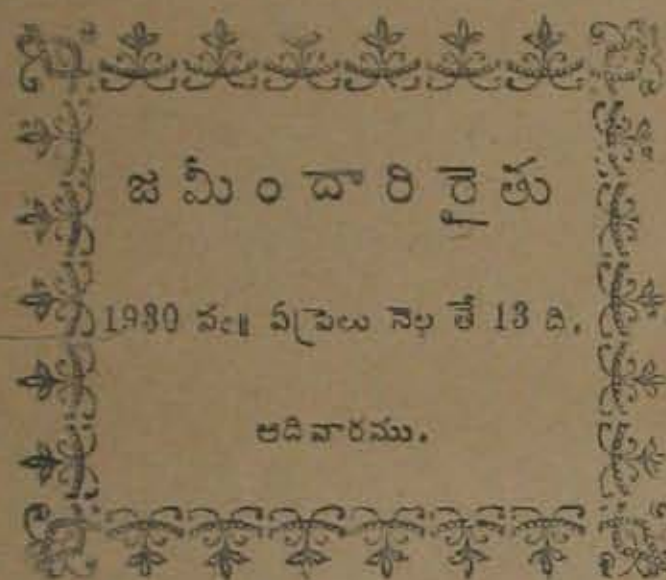 జమీందారి రైతు
1930 సం॥ ఏప్రిలు నెల తే 13 ది.
ఆదివారము.